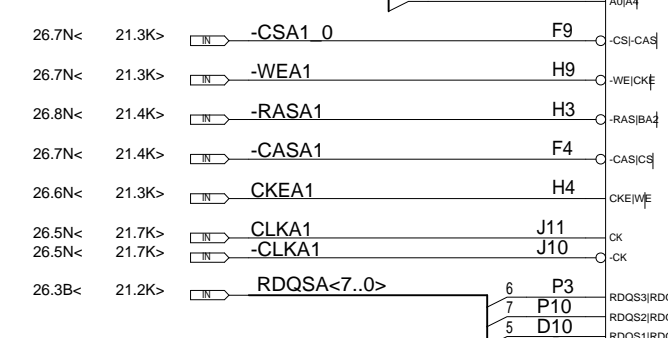 A0|A4
26.7N< 21.3K> IN -CSA1_0 F9 -CS|-CAS
26.7N< 21.3K> IN -WEA1 H9 -WE|CKE
26.8N< 21.4K> IN -RASA1 H3 -RAS|BA2
26.7N< 21.4K> IN -CASA1 F4 -CAS|CS
26.6N< 21.3K> IN CKEA1 H4 CKE|WE
26.5N< 21.7K> IN CLKA1 J11 CK
26.5N< 21.7K> IN -CLKA1 J10 -CK
26.3B< 21.2K> IN RDQSA<7..0> 6 P3 RDQS3|RDQ
7 P10 RDQS2|RDQ
5 D10 RDQS1|RDQ